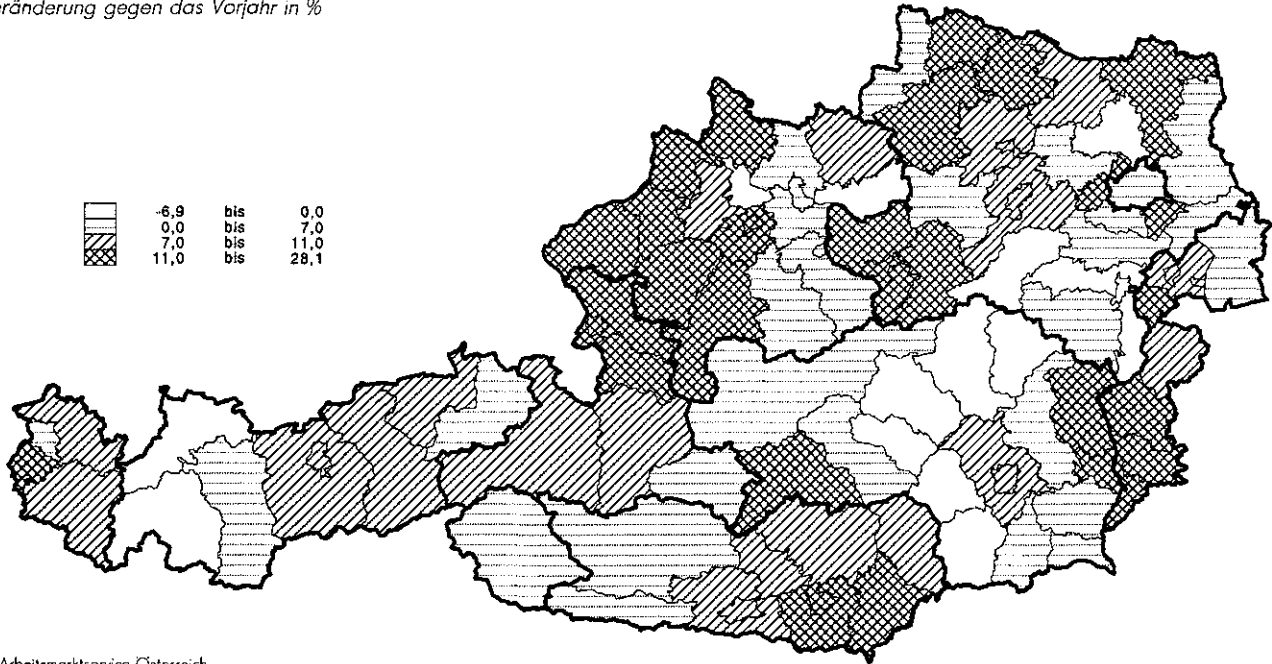 eränderung gegen das Vorjahr in %
-6,9 bis 0,0
0,0 bis 7,0
7,0 bis 11,0
11,0 bis 28,1
Arbeitsmarktservice Österreich